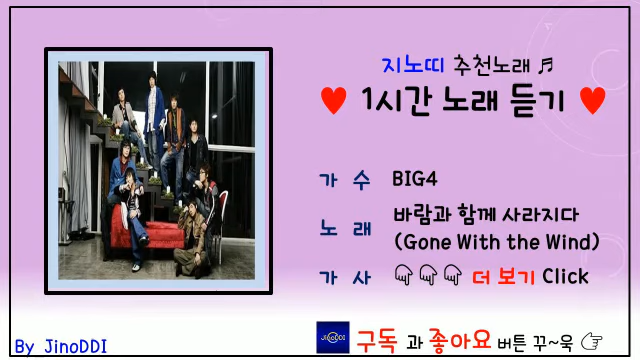 지노띠 추천노래 ♬
♥ 1시간 노래 듣기 ♥
가 수 BIG4
노 래 바람과 함께 사라지다
(Gone With the Wind)
가 사 👇👇👇 더 보기 Click
By JinoDDI
JinoDDI 구독 과 좋아요 버튼 꾸~욱 👉